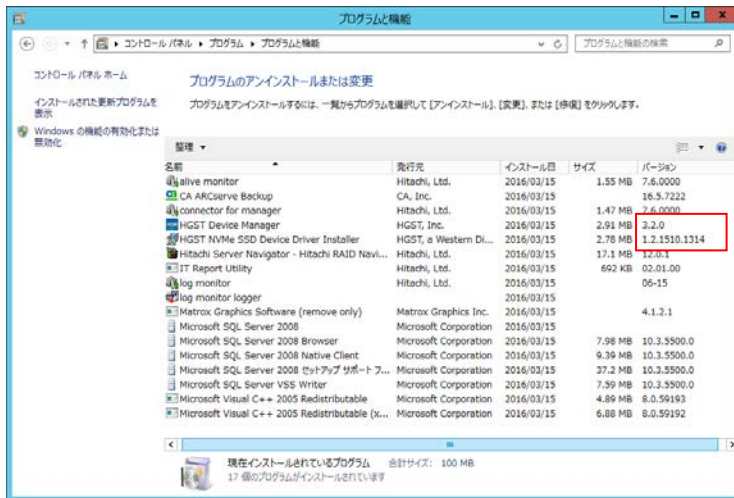 プログラムと機能
コントロール パネル ▸ プログラム ▸ プログラムと機能
プログラムと機能の検索
コントロール パネル ホーム
インストールされた更新プログラムを
表示
Windows の機能の有効化または
無効化
プログラムのアンインストールまたは変更
プログラムをアンインストールするには、一覧からプログラムを選択して [アンインストール]、[変更]、または [修復] をクリックします。
整理 ▼
名前 発行元 インストール日 サイズ バージョン
alive monitor Hitachi, Ltd. 2016/03/15 1.55 MB 7.6.0000
CA ARCserve Backup CA, Inc. 2016/03/15 16.5.7222
connector for manager Hitachi, Ltd. 2016/03/15 1.47 MB 7.6.0000
HGST Device Manager HGST, Inc. 2016/03/15 2.91 MB 3.2.0
HGST NVMe SSD Device Driver Installer HGST, a Western Di... 2016/03/15 2.78 MB 1.2.1510.1314
Hitachi Server Navigator - Hitachi RAID Navi... Hitachi, Ltd. 2016/03/15 17.1 MB 12.0.1
IT Report Utility Hitachi, Ltd. 2016/03/15 692 KB 02.01.00
log monitor Hitachi, Ltd. 2016/03/15 06-15
log monitor logger 2016/03/15
Matrox Graphics Software (remove only) Matrox Graphics Inc. 2016/03/15 4.1.2.1
Microsoft SQL Server 2008 Microsoft Corporation 2016/03/15
Microsoft SQL Server 2008 Browser Microsoft Corporation 2016/03/15 7.98 MB 10.3.5500.0
Microsoft SQL Server 2008 Native Client Microsoft Corporation 2016/03/15 9.39 MB 10.3.5500.0
Microsoft SQL Server 2008 セットアップ サポート フ... Microsoft Corporation 2016/03/15 37.2 MB 10.3.5500.0
Microsoft SQL Server VSS Writer Microsoft Corporation 2016/03/15 7.59 MB 10.3.5500.0
Microsoft Visual C++ 2005 Redistributable Microsoft Corporation 2016/03/15 4.89 MB 8.0.59193
Microsoft Visual C++ 2005 Redistributable (x... Microsoft Corporation 2016/03/15 6.88 MB 8.0.59192
現在インストールされているプログラム 合計サイズ: 100 MB
17 個のプログラムがインストールされています